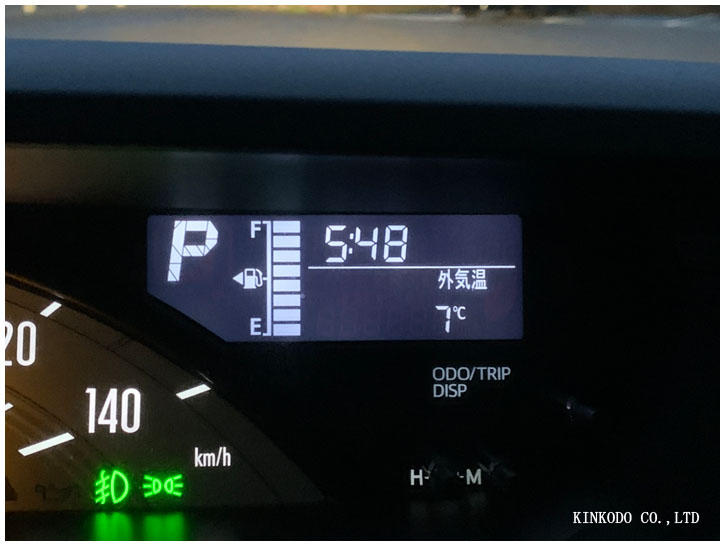 P
F
5:48
外気温
E
7℃
20
140
km/h
ODO/TRIP
DISP
H
M
KINKODO CO.,LTD